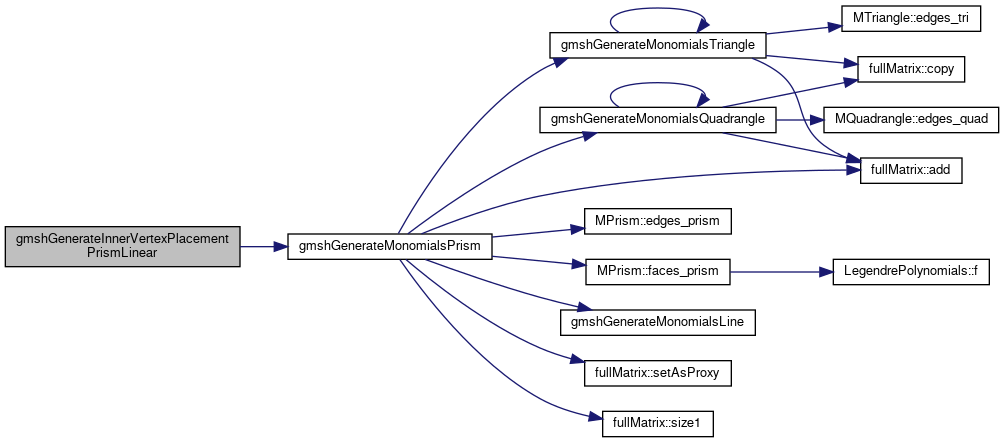 gmshGenerateInnerVertexPlacement
PrismLinear
gmshGenerateMonomialsPrism
gmshGenerateMonomialsTriangle
gmshGenerateMonomialsQuadrangle
MPrism::edges_prism
MPrism::faces_prism
gmshGenerateMonomialsLine
fullMatrix::setAsProxy
fullMatrix::size1
MTriangle::edges_tri
fullMatrix::copy
MQuadrangle::edges_quad
fullMatrix::add
LegendrePolynomials::f